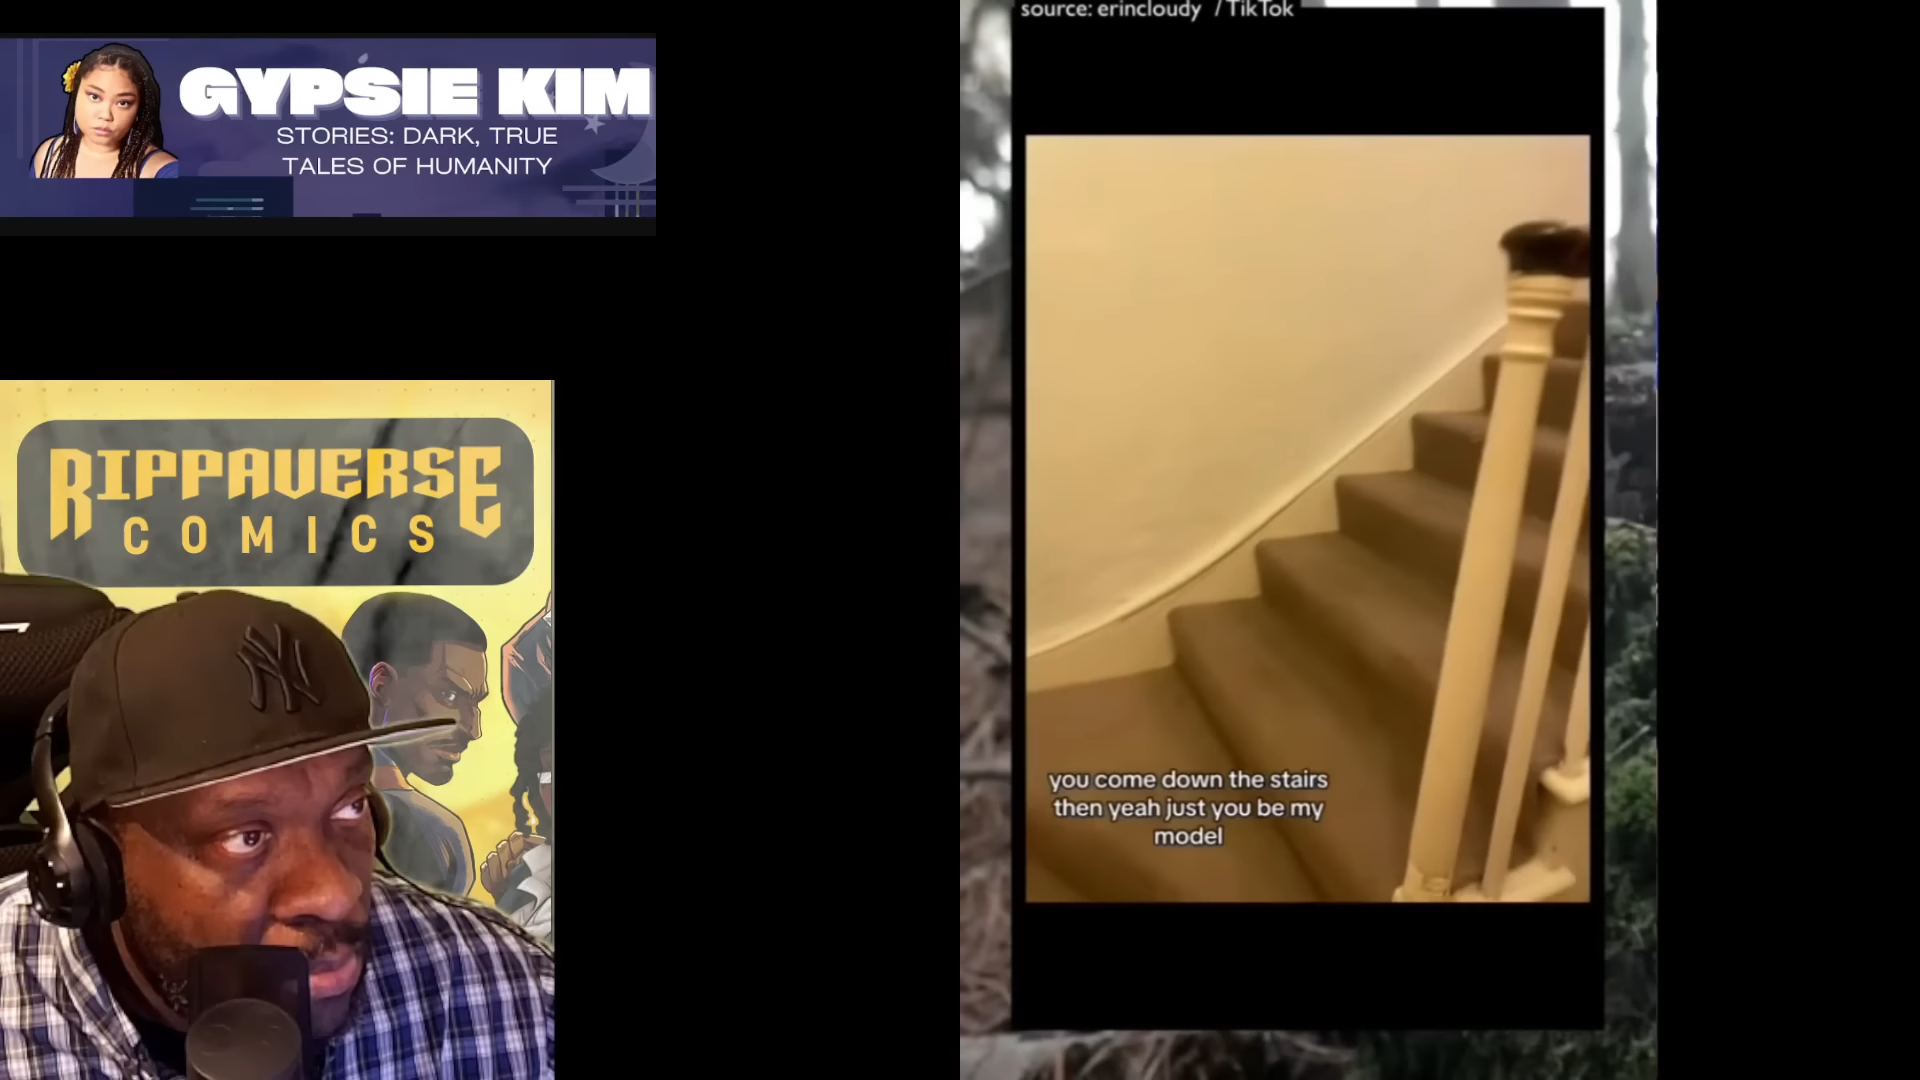 source: erincloudy / TikTok
GYPSIE KIM
STORIES: DARK, TRUE
TALES OF HUMANITY
RIPPAVERSE
COMICS
NY
you come down the stairs
then yeah just you be my
model